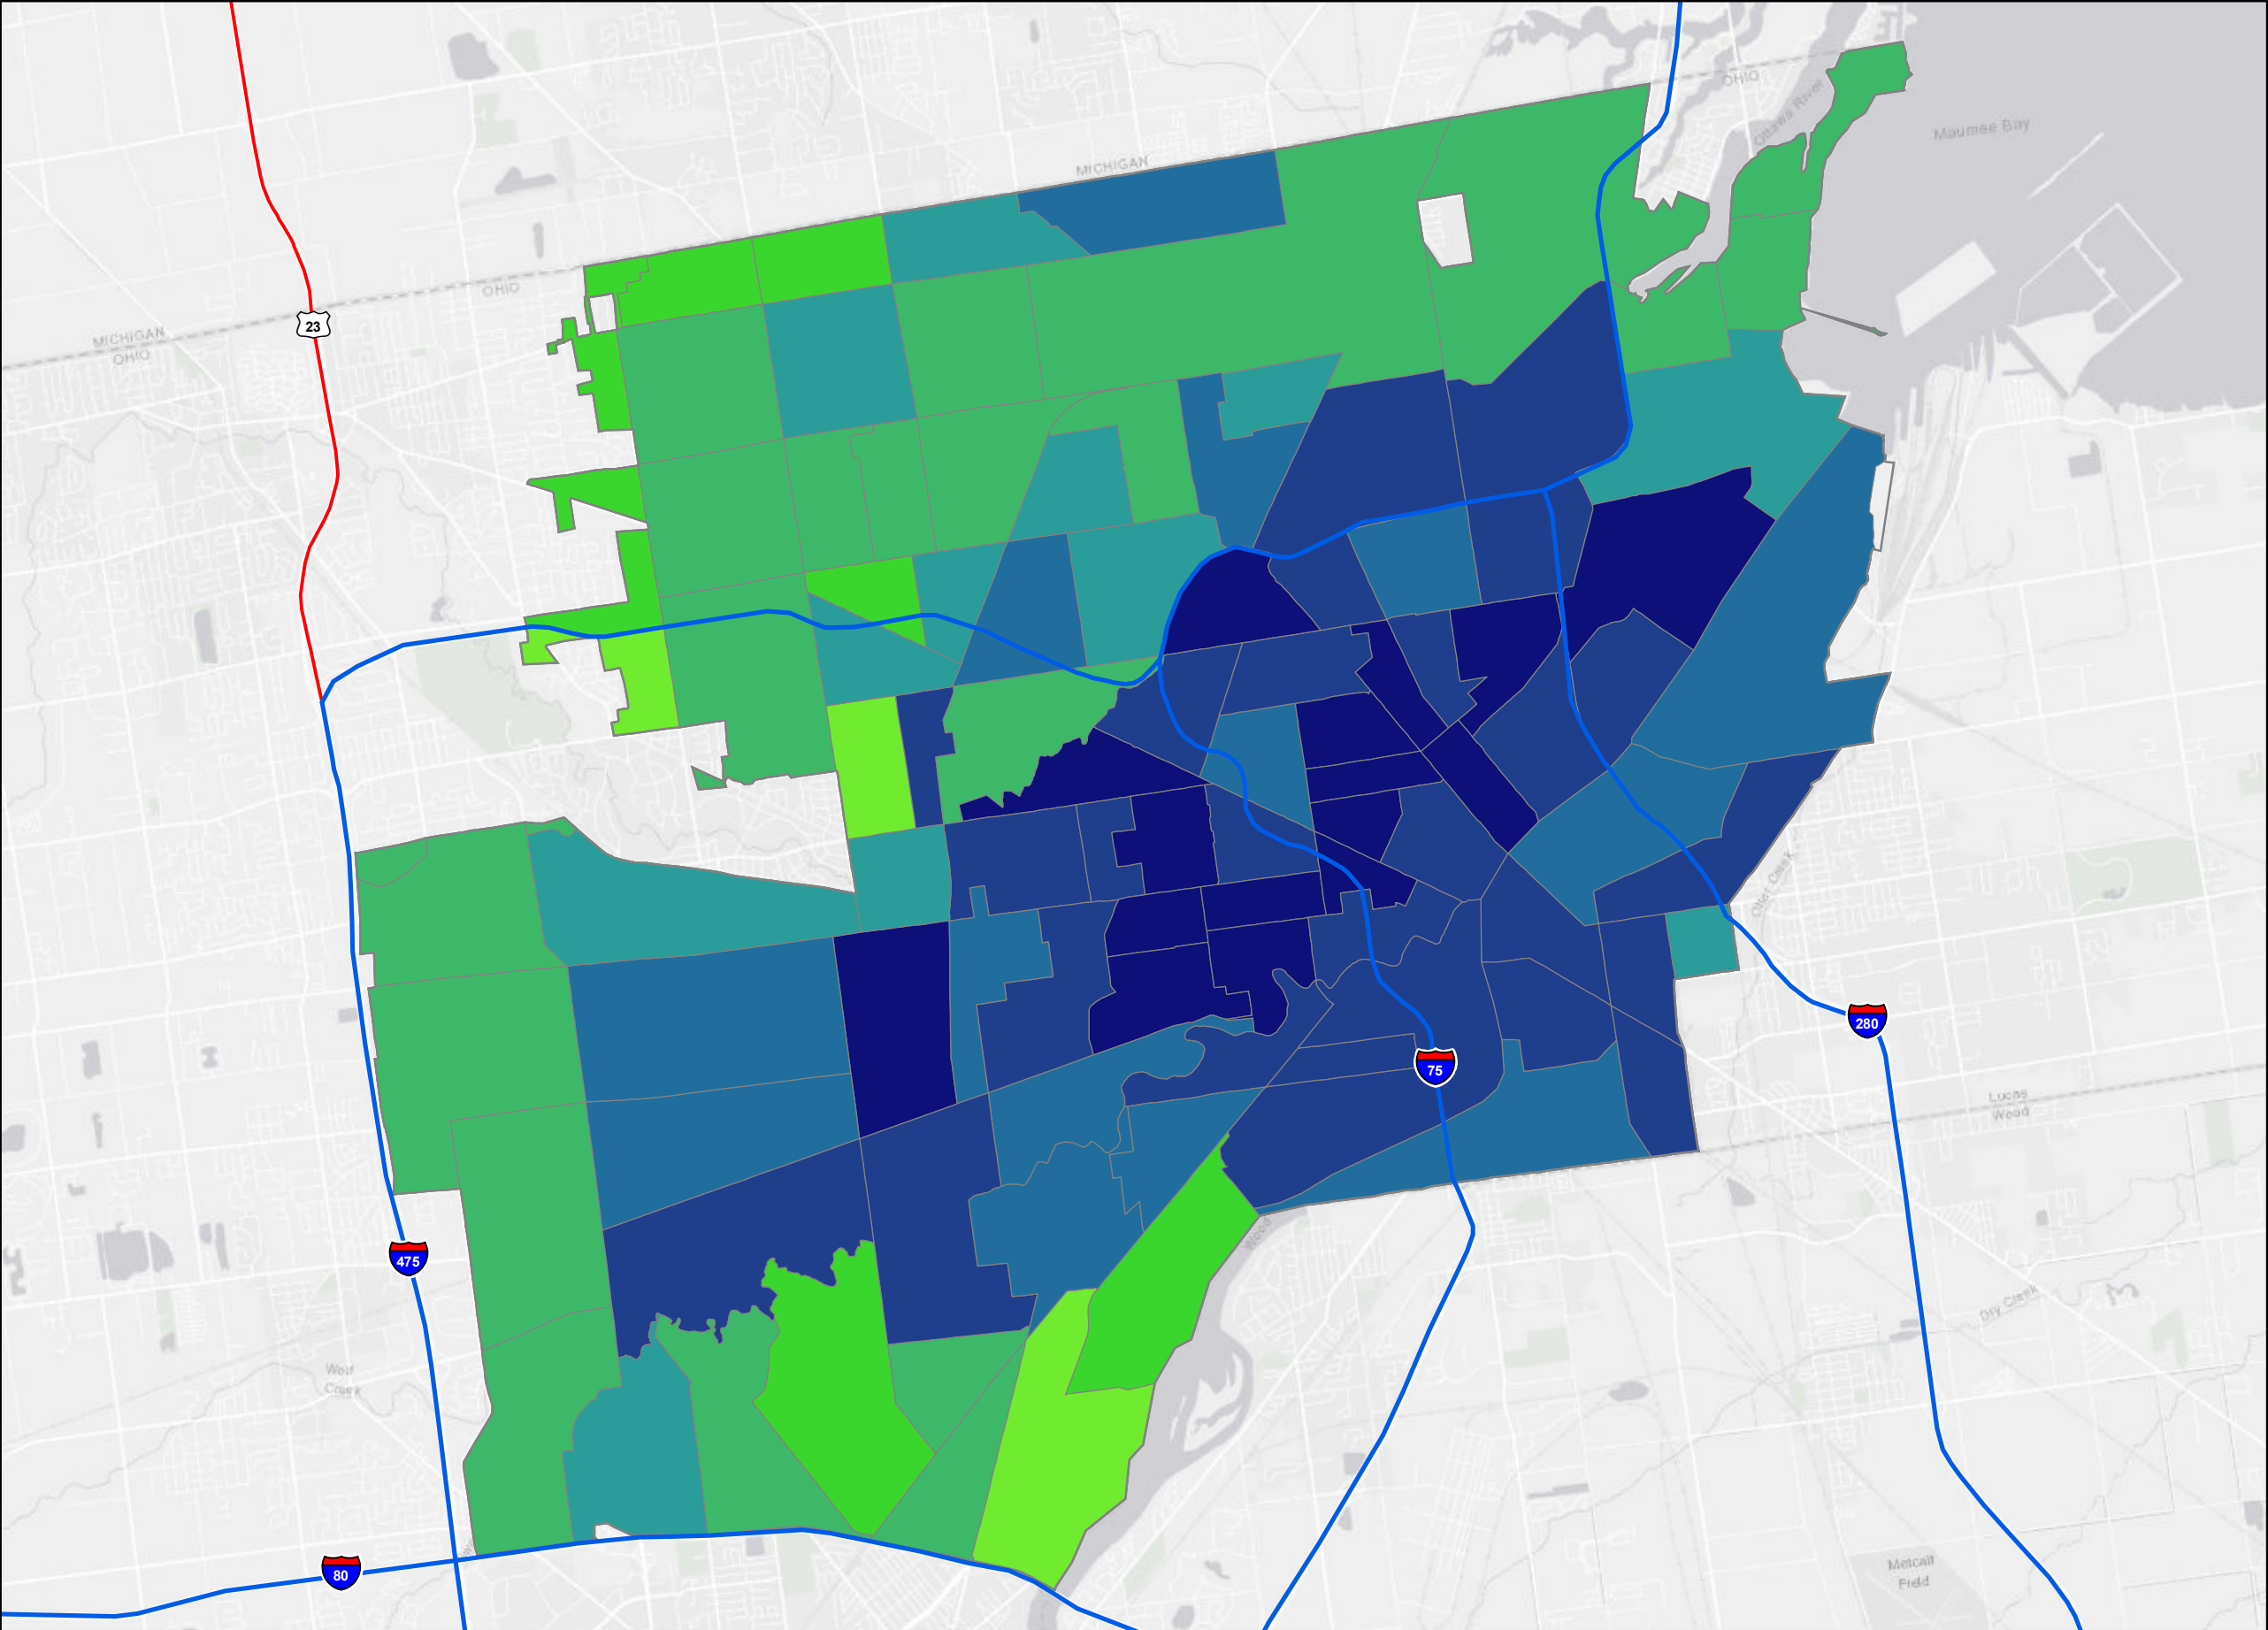 OHIO
Ottawa River
Maumee Bay
MICHIGAN
OHIO
23
MICHIGAN
OHIO
Otter Creek
280
75
Lucas
Wood
475
Wood
Dry Creek
Wolf
Creek
80
Metcalf
Field